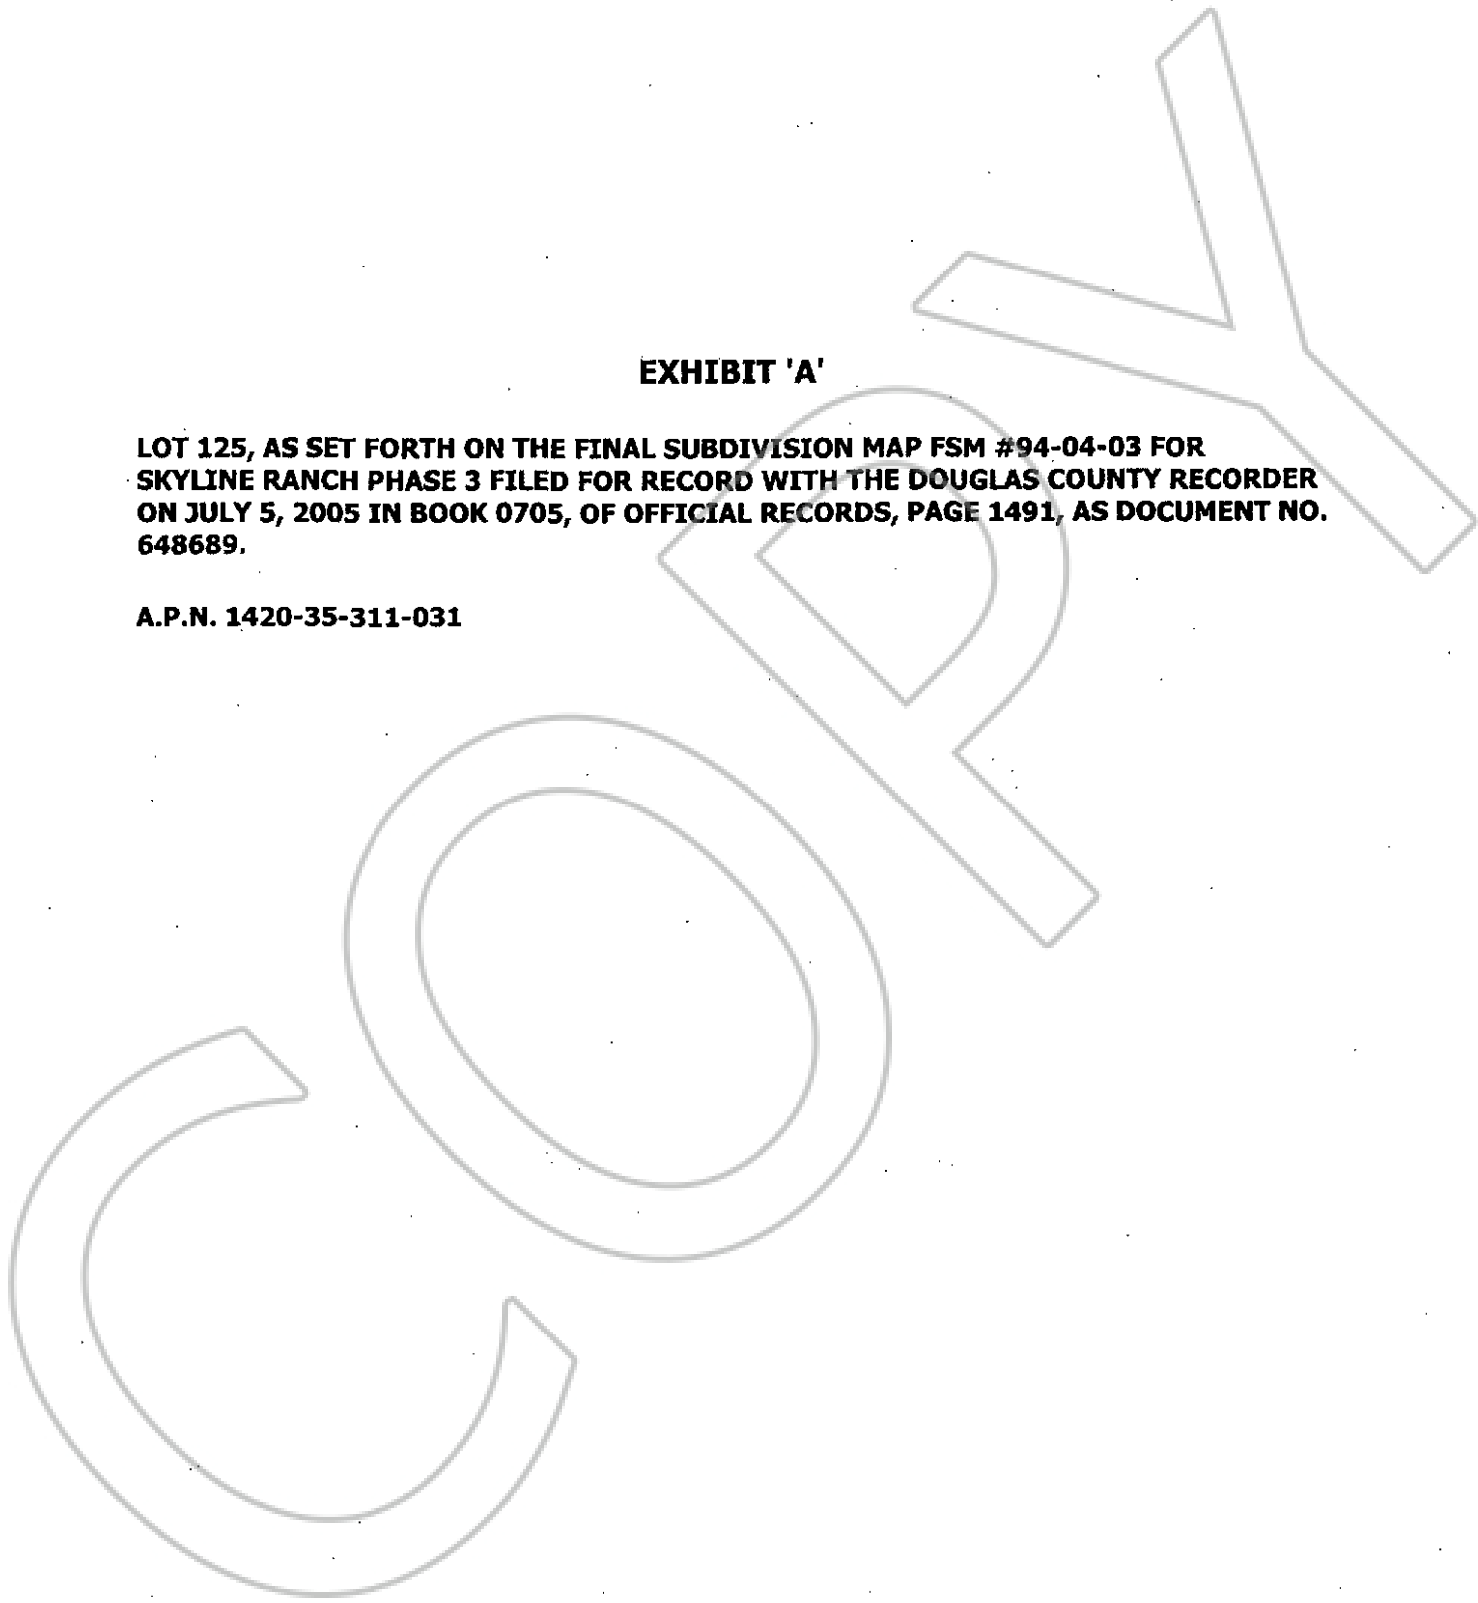 EXHIBIT 'A'
LOT 125, AS SET FORTH ON THE FINAL SUBDIVISION MAP FSM #94-04-03 FOR
SKYLINE RANCH PHASE 3 FILED FOR RECORD WITH THE DOUGLAS COUNTY RECORDER
ON JULY 5, 2005 IN BOOK 0705, OF OFFICIAL RECORDS, PAGE 1491, AS DOCUMENT NO.
648689.
A.P.N. 1420-35-311-031
COPY